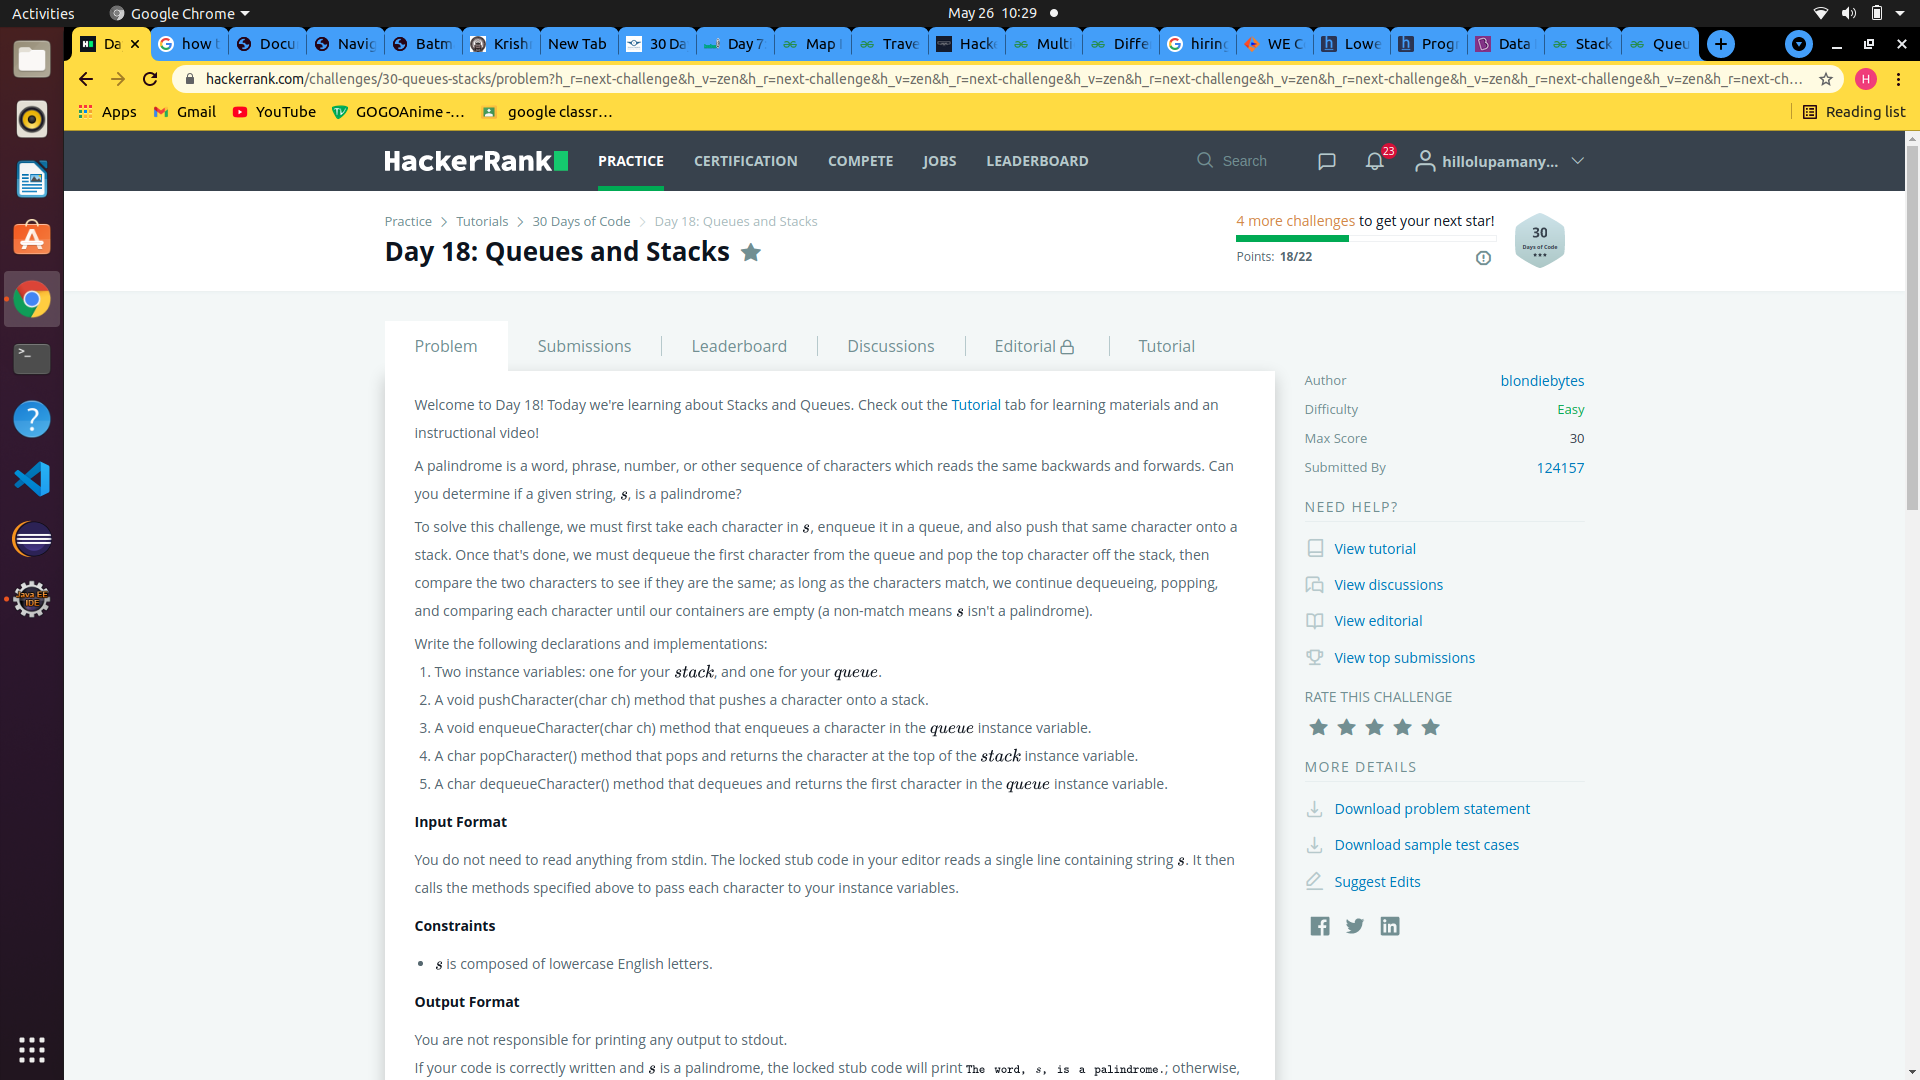 Activities
Google Chrome
May 26 10:29
Da
how t
Docu
Navig
Batm
Krish
New Tab
30 Da
Day 7
Map
Trave
Hacke
Multi
Diffe
hiring
WE C
Lowe
Prog
Data
Stack
Queu
hackerrank.com/challenges/30-queues-stacks/problem?h_r=next-challenge&h_v=zen&h_r=next-challenge&h_v=zen&h_r=next-challenge&h_v=zen&h_r=next-challenge&h_v=zen&h_r=next-challenge&h_v=zen&h_r=next-challenge&h_v=zen&h_r=next-ch...
H
Apps
Gmail
YouTube
GOGOAnime -...
google classr...
Reading list
HackerRank
PRACTICE
CERTIFICATION
COMPETE
JOBS
LEADERBOARD
Search
23
hillolupamany...
Practice > Tutorials > 30 Days of Code > Day 18: Queues and Stacks
Day 18: Queues and Stacks
4 more challenges to get your next star!
Points: 18/22
30
Days of Code
Problem
Submissions
Leaderboard
Discussions
Editorial
Tutorial
Welcome to Day 18! Today we're learning about Stacks and Queues. Check out the Tutorial tab for learning materials and an
instructional video!
A palindrome is a word, phrase, number, or other sequence of characters which reads the same backwards and forwards. Can
you determine if a given string, s, is a palindrome?
To solve this challenge, we must first take each character in s, enqueue it in a queue, and also push that same character onto a
stack. Once that's done, we must dequeue the first character from the queue and pop the top character off the stack, then
compare the two characters to see if they are the same; as long as the characters match, we continue dequeueing, popping,
and comparing each character until our containers are empty (a non-match means s isn't a palindrome).
Write the following declarations and implementations:
1. Two instance variables: one for your stack, and one for your queue.
2. A void pushCharacter(char ch) method that pushes a character onto a stack.
3. A void enqueueCharacter(char ch) method that enqueues a character in the queue instance variable.
4. A char popCharacter() method that pops and returns the character at the top of the stack instance variable.
5. A char dequeueCharacter() method that dequeues and returns the first character in the queue instance variable.
Input Format
You do not need to read anything from stdin. The locked stub code in your editor reads a single line containing string s. It then
calls the methods specified above to pass each character to your instance variables.
Constraints
• s is composed of lowercase English letters.
Output Format
You are not responsible for printing any output to stdout.
If your code is correctly written and s is a palindrome, the locked stub code will print The word, s, is a palindrome.; otherwise,
Author
blondiebytes
Difficulty
Easy
Max Score
30
Submitted By
124157
NEED HELP?
View tutorial
View discussions
View editorial
View top submissions
RATE THIS CHALLENGE
MORE DETAILS
Download problem statement
Download sample test cases
Suggest Edits
Java EE
IDE